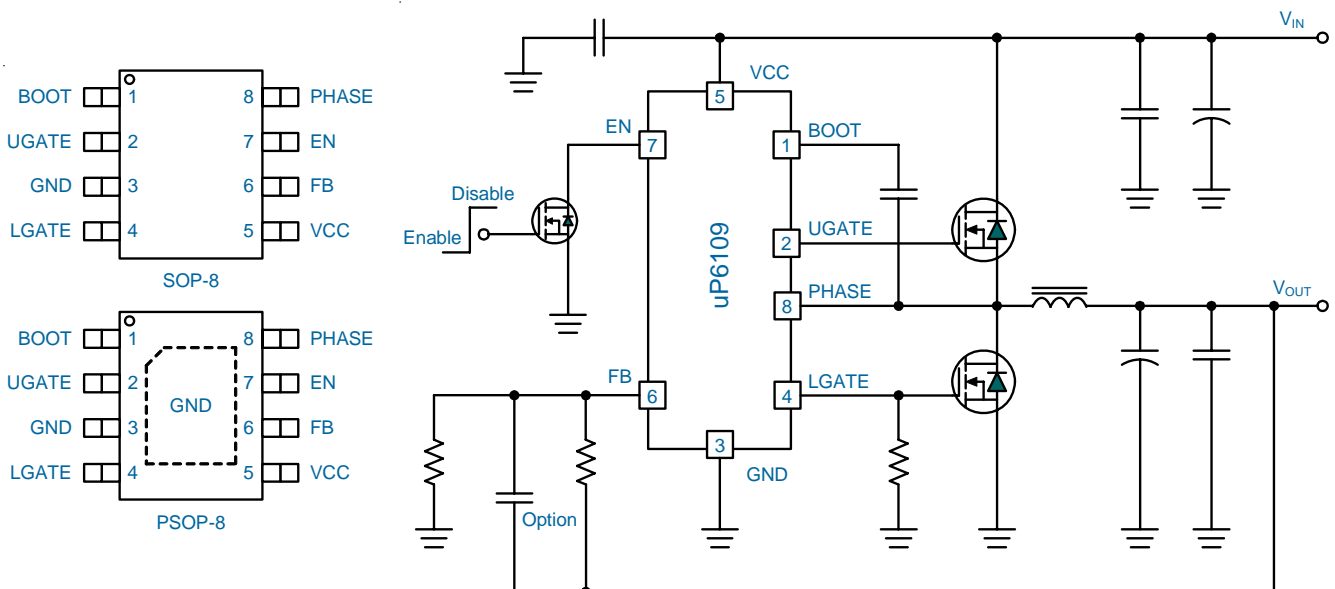 BOOT 1 8 PHASE
UGATE 2 7 EN
GND 3 6 FB
LGATE 4 5 VCC
SOP-8
BOOT 1 8 PHASE
UGATE 2 7 EN
GND
GND 3 6 FB
LGATE 4 5 VCC
PSOP-8
VIN
VCC
5
EN
7
BOOT
1
Disable
Enable
UGATE
2
uP6109
PHASE
8
VOUT
FB
6
LGATE
4
3
GND
Option